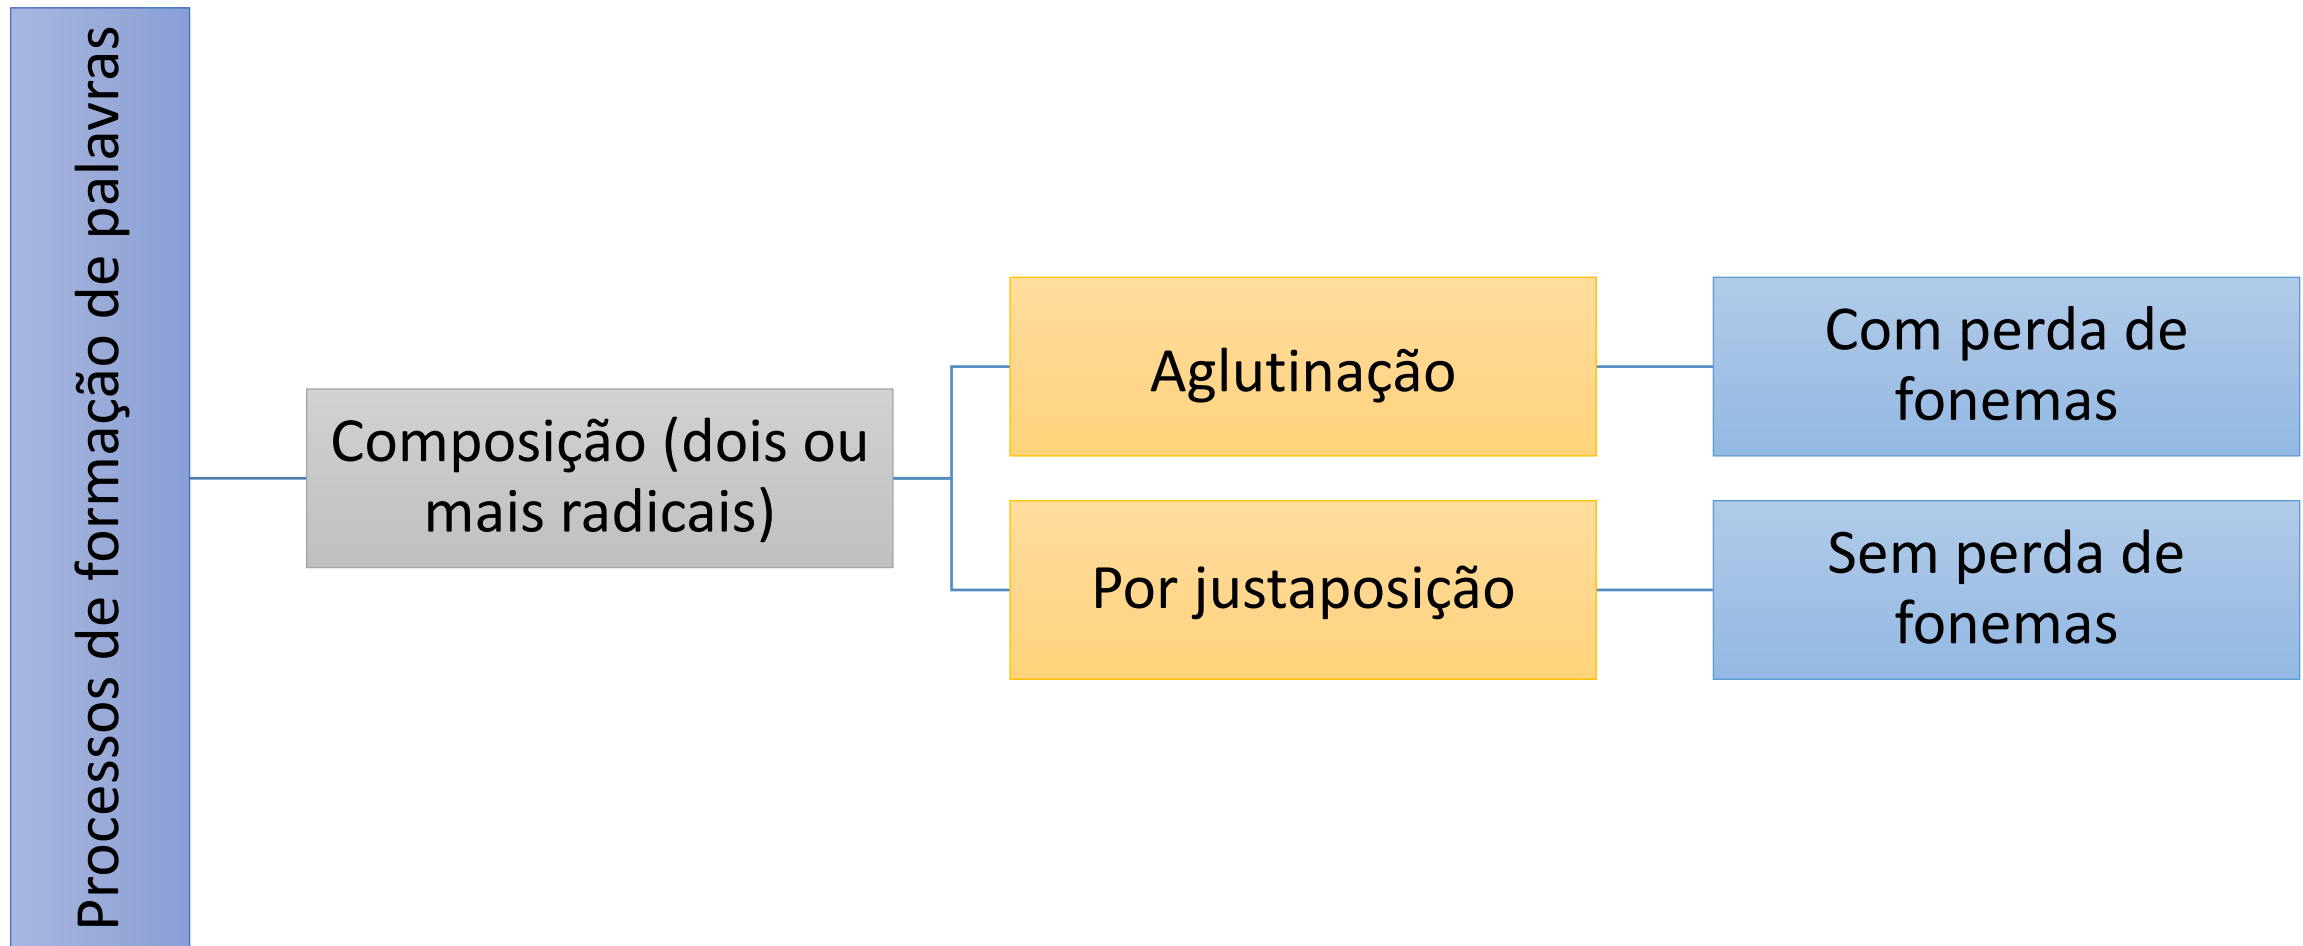 Processos de formação de palavras
Composição (dois ou
mais radicais)
Aglutinação
Com perda de
fonemas
Por justaposição
Sem perda de
fonemas